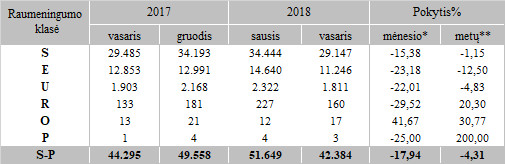 Raumeningumo klasė 2017 2018 Pokytis%
vasaris gruodis sausis vasaris mėnesio* metų**
S 29.485 34.193 34.444 29.147 -15,38 -1,15
E 12.853 12.991 14.640 11.246 -23,18 -12,50
U 1.903 2.168 2.322 1.811 -22,01 -4,83
R 133 181 227 160 -29,52 20,30
O 13 21 12 17 41,67 30,77
P 1 4 4 3 -25,00 200,00
S-P 44.295 49.558 51.649 42.384 -17,94 -4,31